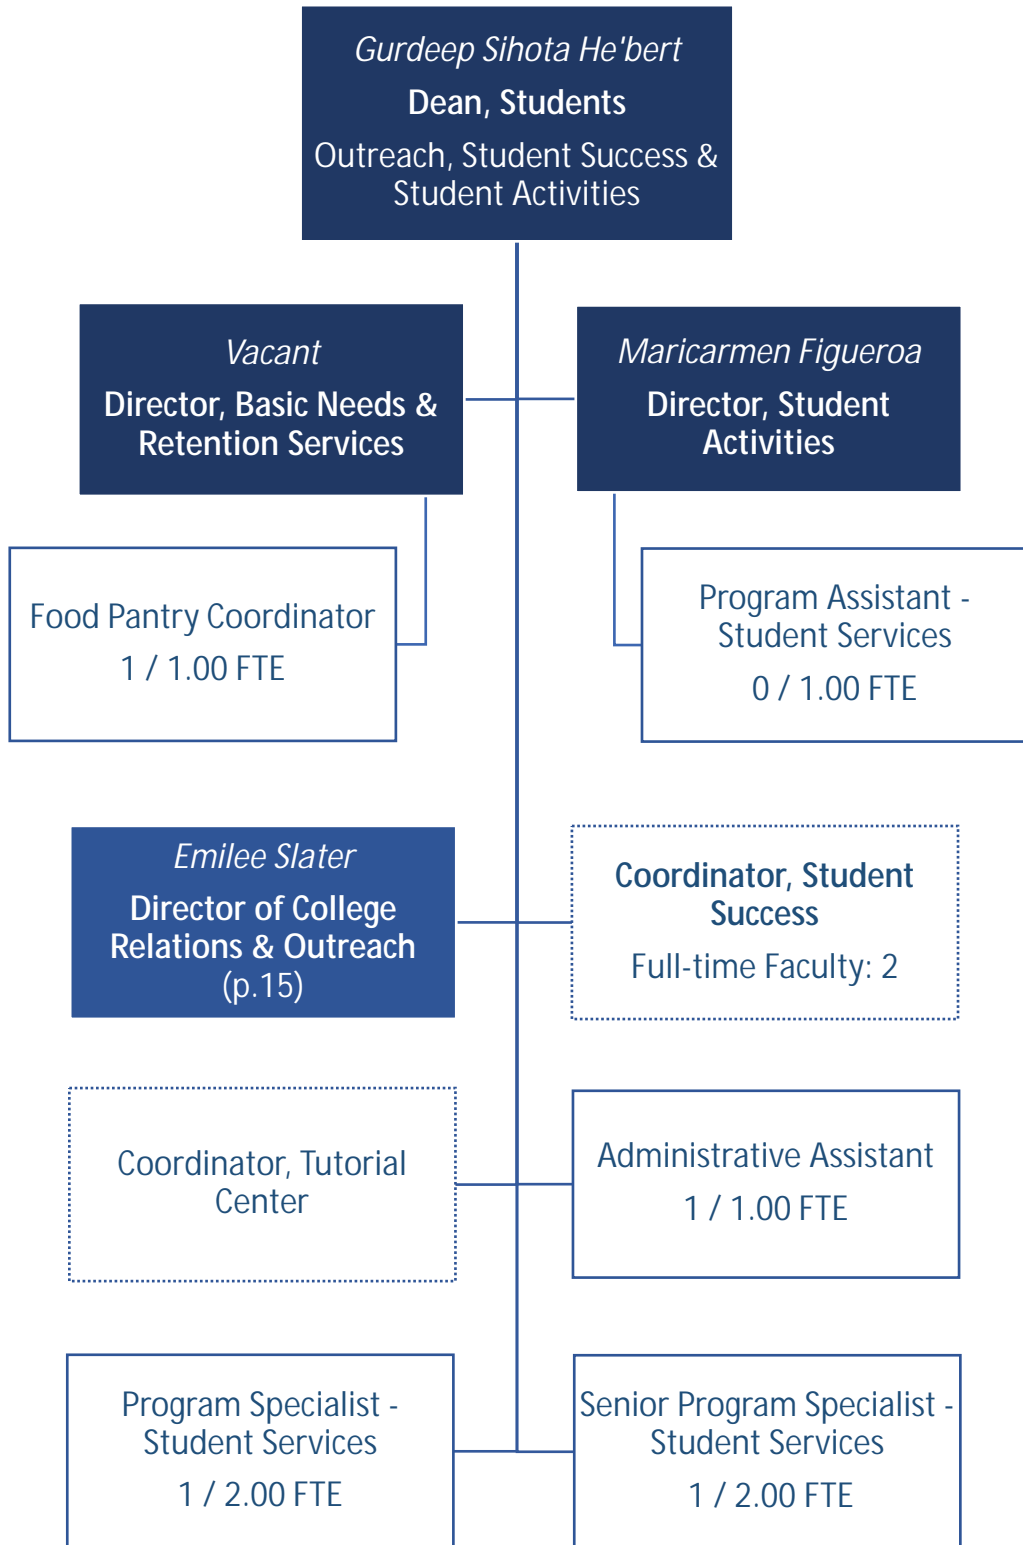 Gurdeep Sihota He'bert
Dean, Students
Outreach, Student Success &
Student Activities
Vacant
Director, Basic Needs &
Retention Services
Maricarmen Figueroa
Director, Student
Activities
Food Pantry Coordinator
1 / 1.00 FTE
Program Assistant -
Student Services
0 / 1.00 FTE
Emilee Slater
Director of College
Relations & Outreach
(p.15)
Coordinator, Student
Success
Full-time Faculty: 2
Coordinator, Tutorial
Center
Administrative Assistant
1 / 1.00 FTE
Program Specialist -
Student Services
1 / 2.00 FTE
Senior Program Specialist -
Student Services
1 / 2.00 FTE